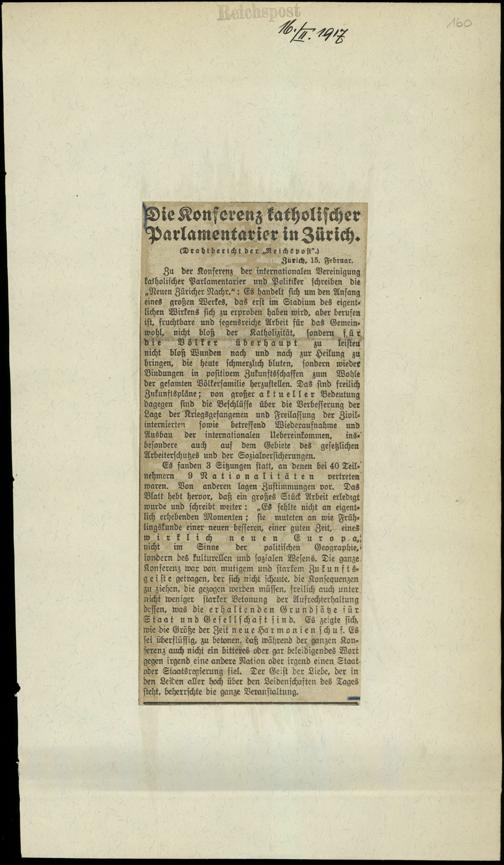 Reichspost
16./II. 1917
160
Die Konferenz katholischer
Parlamentarier in Zürich.
(Drahtbericht der „Reichspost“.)
Zürich, 15. Februar.
Zu der Konferenz der internationalen Vereinigung
katholischer Parlamentarier und Politiker schreiben die
„Neuen Züricher Nachr.“: Es handelt sich um den Anfang
eines großen Werkes, das erst im Stadium des eigent-
lichen Wirkens sich zu erproben haben wird, aber berufen
ist, fruchtbare und segensreiche Arbeit für das Gemein-
wohl, nicht bloß der Katholizität, sondern für
die Völker überhaupt zu leisten
nicht bloß Wunden nach und nach zur Heilung zu
bringen, die heute schmerzlich bluten, sondern wieder
Bindungen in positivem Zukunftsschaffen zum Wohle
der gesamten Völkerfamilie herzustellen. Das sind freilich
Zukunftspläne; von großer aktueller Bedeutung
dagegen sind die Beschlüsse über die Verbesserung der
Lage der Kriegsgefangenen und Freilassung der Zivil-
internierten sowie betreffend Wiederaufnahme und
Ausbau der internationalen Uebereinkommen, ins-
besondere auch auf dem Gebiete des gesetzlichen
Arbeiterschutzes und der Sozialversicherungen.
Es fanden 3 Sitzungen statt, an denen bei 40 Teil-
nehmern 9 Nationalitäten vertreten
waren. Von anderen lagen Zustimmungen vor. Das
Blatt hebt hervor, daß ein großes Stück Arbeit erledigt
wurde und schreibt weiter: „Es fehlte nicht an eigent-
lich erhebenden Momenten; sie muteten an wie Früh-
lingskunde einer neuen besseren, einer guten Zeit, eines
wirklich neuen Europa,
nicht im Sinne der politischen Geographie,
sondern des kulturellen und sozialen Wesens. Die ganze
Konferenz war von mutigem und starkem Zukunfts-
geiste getragen, der sich nicht scheute, die Konsequenzen
zu ziehen, die gezogen werden müssen, freilich auch unter
nicht weniger starker Betonung der Aufrechterhaltung
dessen, was die erhaltenden Grundsätze für
Staat und Gesellschaft sind. Es zeigte sich,
wie die Größe der Zeit neue Harmonien schuf. Es
sei überflüssig, zu betonen, daß während der ganzen Kon-
ferenz auch nicht ein bitteres oder gar beleidigendes Wort
gegen irgend eine andere Nation oder irgend einen Staat
oder Staatsregierung fiel. Der Geist der Liebe, der in
den Leiden aller hoch über den Leidenschaften des Tages
steht, beherrschte die ganze Veranstaltung.